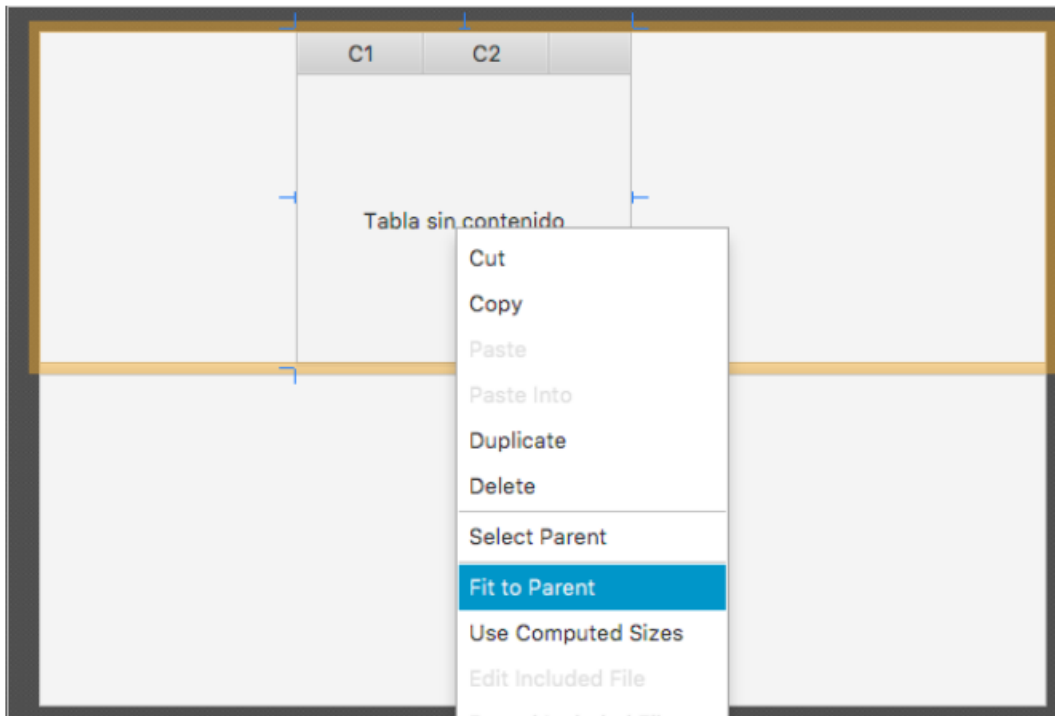 C1 C2
Tabla sin contenido
Cut
Copy
Paste
Paste Into
Duplicate
Delete
Select Parent
Fit to Parent
Use Computed Sizes
Edit Included File